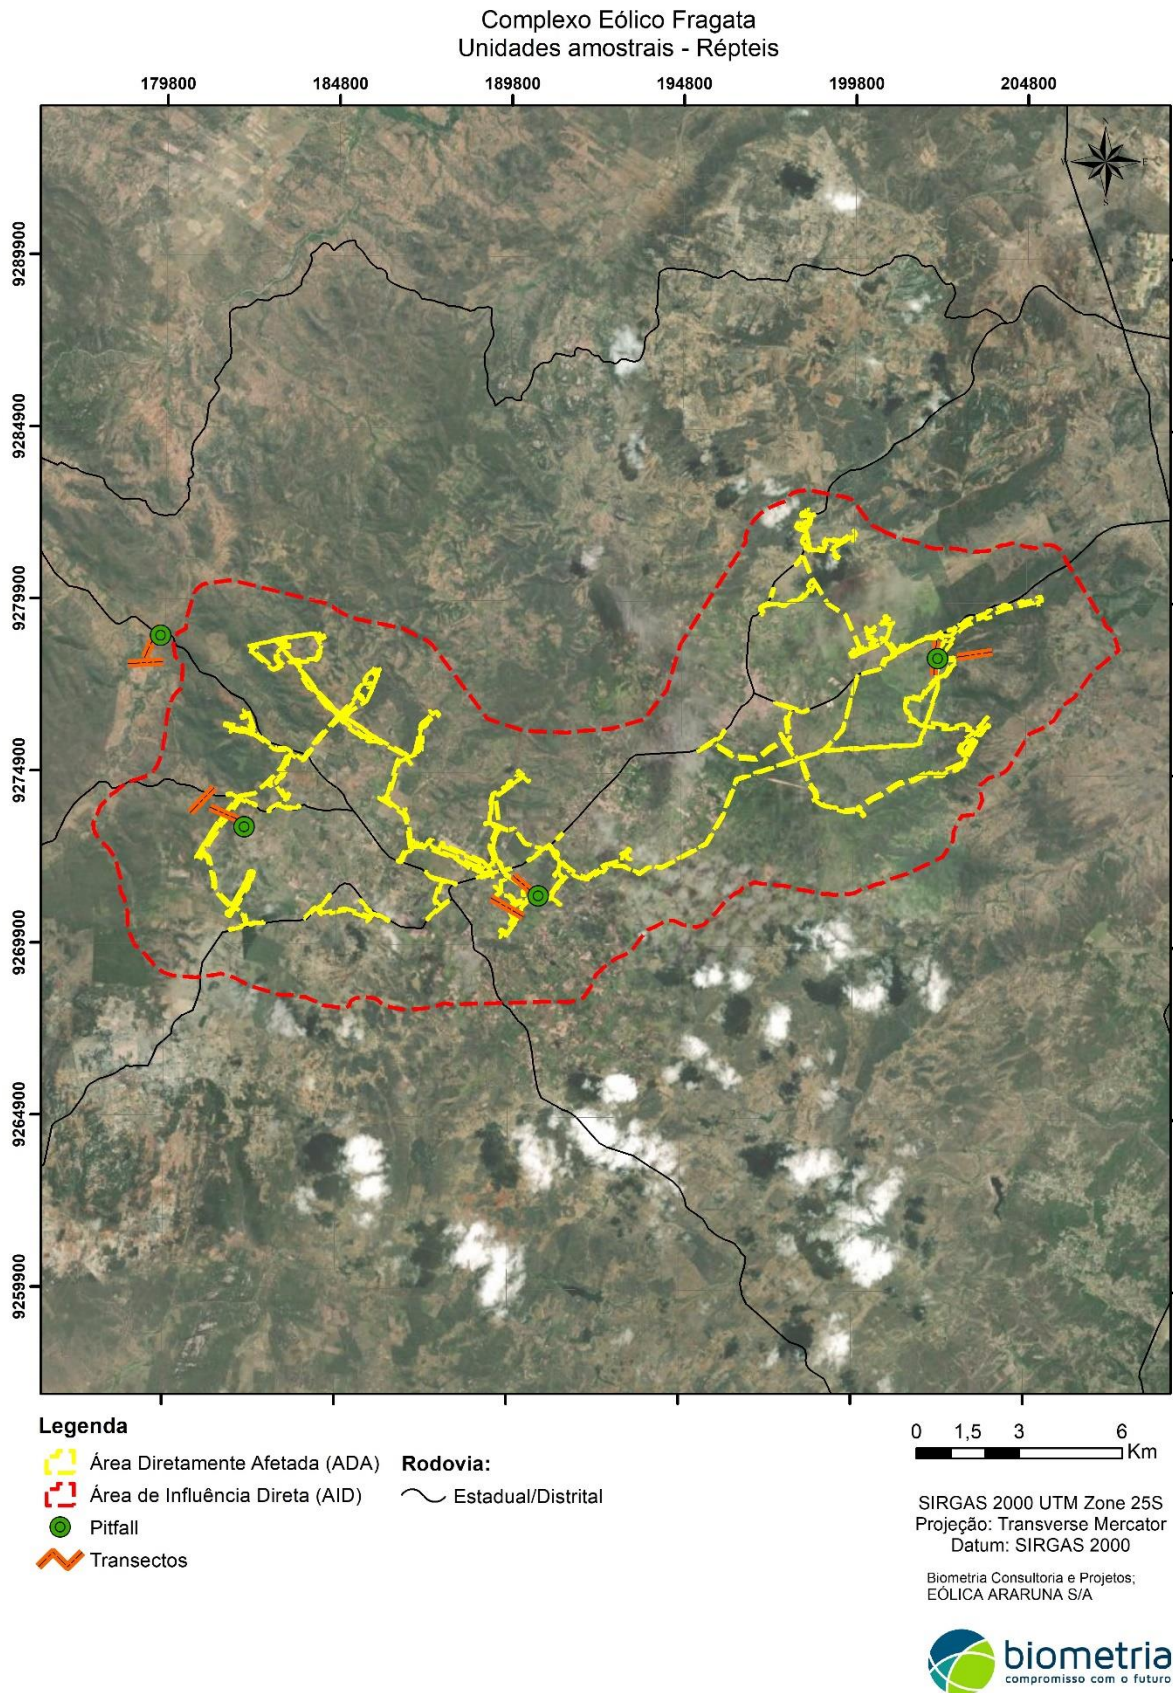 Complexo Eólico Fragata
Unidades amostrais - Répteis
179800 184800 189800 194800 199800 204800
N
W E
S
9289900
9284900
9279900
9274900
9269900
9264900
9259900
Legenda
Área Diretamente Afetada (ADA)
Área de Influência Direta (AID)
Pitfall
Transectos
Rodovia:
Estadual/Distrital
0 1,5 3 6
Km
SIRGAS 2000 UTM Zone 25S
Projeção: Transverse Mercator
Datum: SIRGAS 2000
Biometria Consultoria e Projetos;
EÓLICA ARARUNA S/A
biometria
compromisso com o futuro